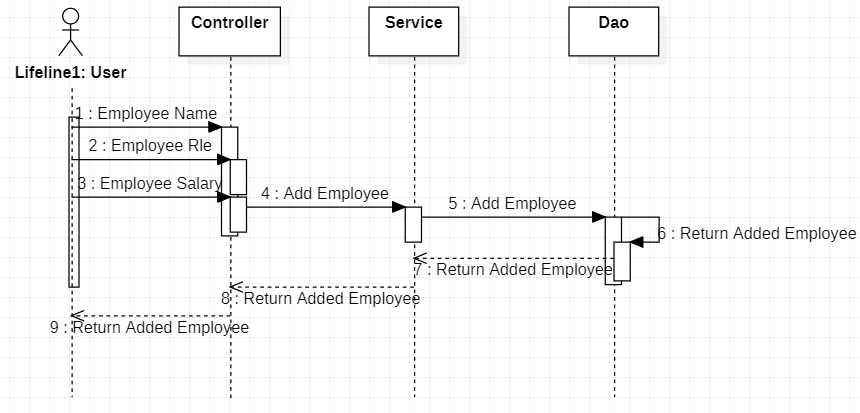 Controller
Service
Dao
Lifeline1: User
1 : Employee Name
2 : Employee Rle
3 : Employee Salary
4 : Add Employee
5 : Add Employee
6 : Return Added Employee
7 : Return Added Employee
8 : Return Added Employee
9 : Return Added Employee